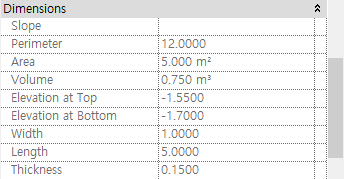 Dimensions
Slope
Perimeter 12.0000
Area 5.000 m²
Volume 0.750 m³
Elevation at Top -1.5500
Elevation at Bottom -1.7000
Width 1.0000
Length 5.0000
Thickness 0.1500